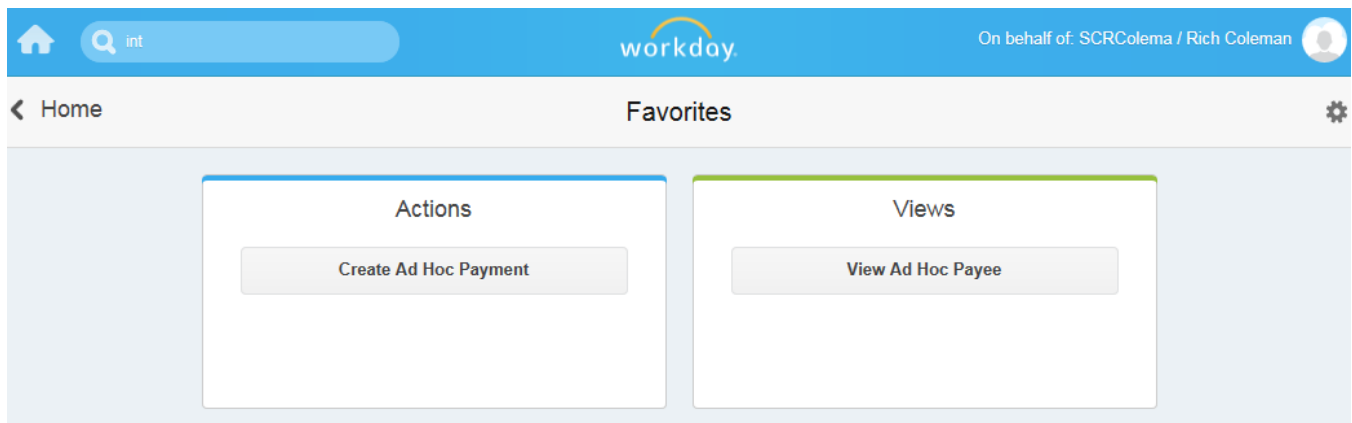 int
workday.
On behalf of: SCRColema / Rich Coleman
Home
Favorites
Actions
Views
Create Ad Hoc Payment
View Ad Hoc Payee